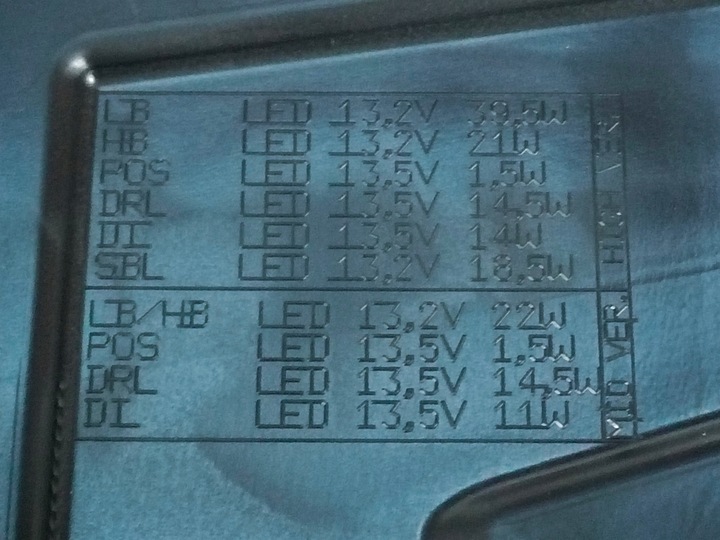 LB LED 13,2V 39,5W
HB LED 13,2V 21W
POS LED 13,5V 1,5W
DRL LED 13,5V 14,5W
DI LED 13,5V 14W
SBL LED 13,2V 18,5W
HIGH VER.
LB/HB LED 13,2V 22W
POS LED 13,5V 1,5W
DRL LED 13,5V 14,5W
DI LED 13,5V 11W
MID VER.